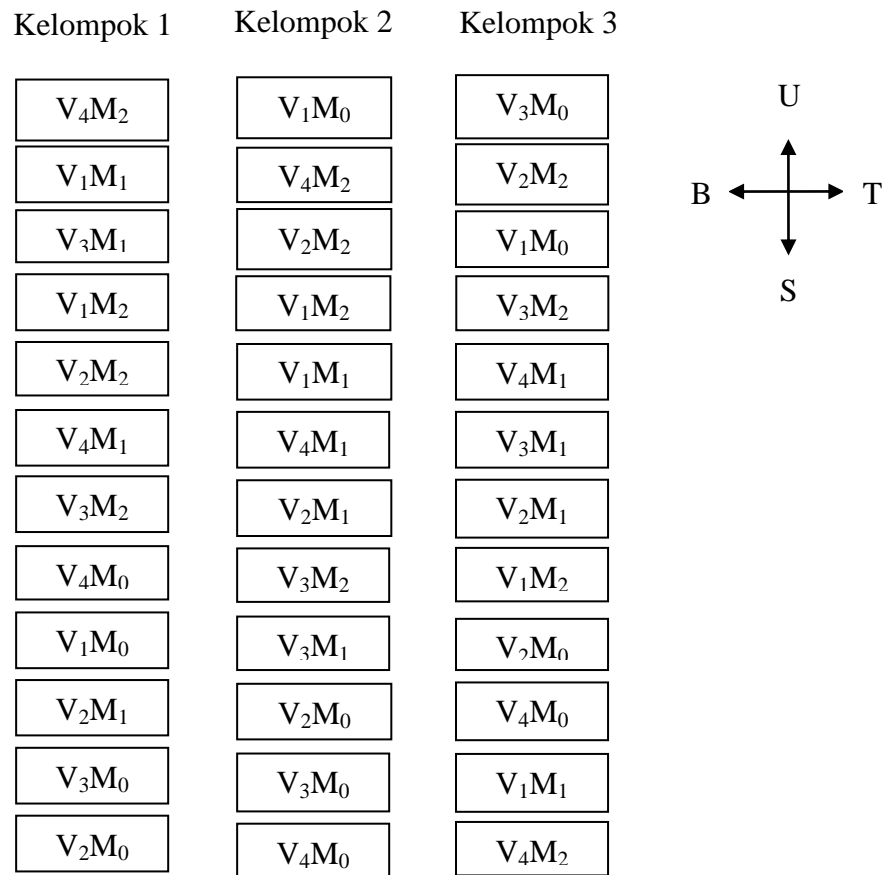 Kelompok 1 Kelompok 2 Kelompok 3
V₄M₂ V₁M₀ V₃M₀ U
V₁M₁ V₄M₂ V₂M₂
B T
V₃M₁ V₂M₂ V₁M₀
V₁M₂ V₁M₂ V₃M₂ S
V₂M₂ V₁M₁ V₄M₁
V₄M₁ V₄M₁ V₃M₁
V₃M₂ V₂M₁ V₂M₁
V₄M₀ V₃M₂ V₁M₂
V₁M₀ V₃M₁ V₂M₀
V₂M₁ V₂M₀ V₄M₀
V₃M₀ V₃M₀ V₁M₁
V₂M₀ V₄M₀ V₄M₂